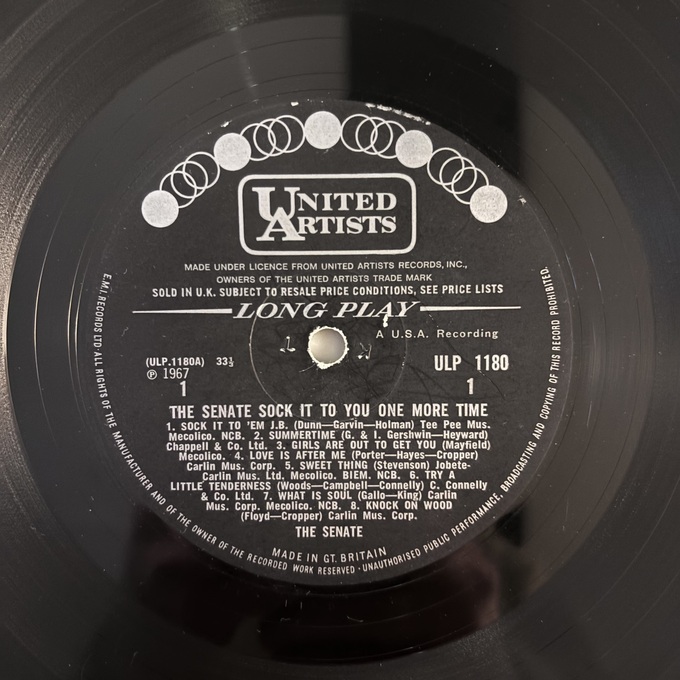 UNITED
ARTISTS
MADE UNDER LICENCE FROM UNITED ARTISTS RECORDS, INC.,
OWNERS OF THE UNITED ARTISTS TRADE MARK
SOLD IN U.K. SUBJECT TO RESALE PRICE CONDITIONS, SEE PRICE LISTS
LONG PLAY
A U.S.A. Recording
(ULP.1180A) 33⅓
ULP 1180
℗ 1967
1
1
THE SENATE SOCK IT TO YOU ONE MORE TIME
1. SOCK IT TO 'EM J.B. (Dunn—Garvin—Holman) Tee Pee Mus.
Mecolico. NCB. 2. SUMMERTIME (G. & I. Gershwin—Heyward)
Chappell & Co. Ltd. 3. GIRLS ARE OUT TO GET YOU (Mayfield)
Mecolico. 4. LOVE IS AFTER ME (Porter—Hayes—Cropper)
Carlin Mus. Corp. 5. SWEET THING (Stevenson) Jobete-
Carlin Mus. Ltd. Mecolico. BIEM. NCB. 6. TRY A
LITTLE TENDERNESS (Woods—Campbell—Connelly) C. Connelly
& Co. Ltd. 7. WHAT IS SOUL (Gallo—King) Carlin
Mus. Corp. Mecolico. NCB. 8. KNOCK ON WOOD
(Floyd—Cropper) Carlin Mus. Corp.
THE SENATE
MADE IN GT. BRITAIN
E.M.I. RECORDS LTD·ALL RIGHTS OF THE MANUFACTURER AND OF THE OWNER OF THE RECORDED WORK RESERVED·UNAUTHORISED PUBLIC PERFORMANCE, BROADCASTING AND COPYING OF THIS RECORD PROHIBITED.